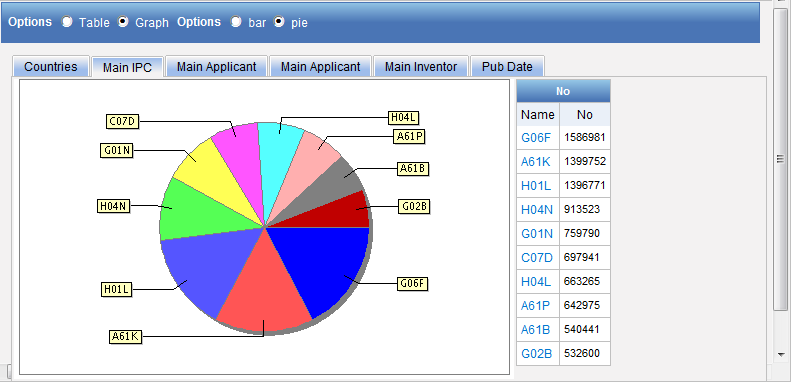 Options Table Graph Options bar pie
Countries Main IPC Main Applicant Main Applicant Main Inventor Pub Date
C07D
H04L
G01N
A61P
A61B
H04N
G02B
H01L
G06F
A61K
No
Name No
G06F 1586981
A61K 1399752
H01L 1396771
H04N 913523
G01N 759790
C07D 697941
H04L 663265
A61P 642975
A61B 540441
G02B 532600